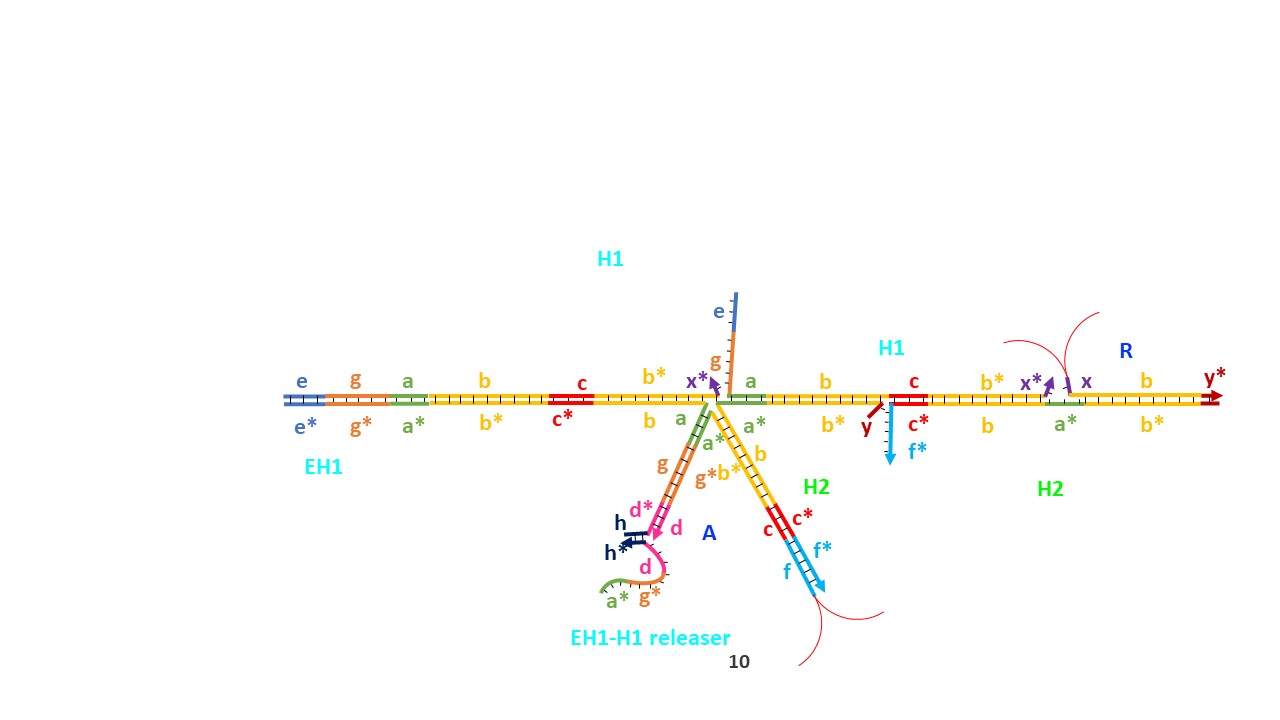 H1
e
g
H1
R
e g a b c b* x* a b c b* x* x b y*
e* g* a* b* c* b a a* a* b* y c* b a* b*
f*
EH1
g g* b* b
H2 H2
d* c*
h d A c
h* f*
d f
a* g*
EH1-H1 releaser
10